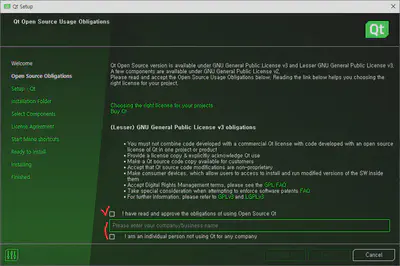 Qt Setup
Qt Open Source Usage Obligations
Qt
Welcome
Open Source Obligations
Setup - Qt
Installation Folder
Select Components
License Agreement
Start Menu shortcuts
Ready to Install
Installing
Finished
Qt Open Source version is available under GNU General Public License v3 and Lesser GNU General Public License v3.
A few components are available under GNU General Public License v2.
Please read and accept the Open Source Usage Obligations below. Reading the link below helps you choosing the
right license for your project.
Choosing the right license for your projects
Buy Qt
(Lesser) GNU General Public License v3 obligations
• You must not combine code developed with a commercial Qt license with code developed with an open source
license of Qt in one project or product
• Provide a license copy & explicitly acknowledge Qt use
• Make a Qt source code copy available for customers
• Accept that Qt source code modifications are non-proprietary
• Make consumer devices, which allow users to access to install and run modified versions of the SW inside
them
• Accept Digital Rights Management terms, please see the GPL FAQ
• Take special consideration when attempting to enforce software patents FAQ
• For further information, please refer to GPLv3 and LGPLv3
I have read and approve the obligations of using Open Source Qt
Please enter your company/business name
I am an individual person not using Qt for any company
Cancel